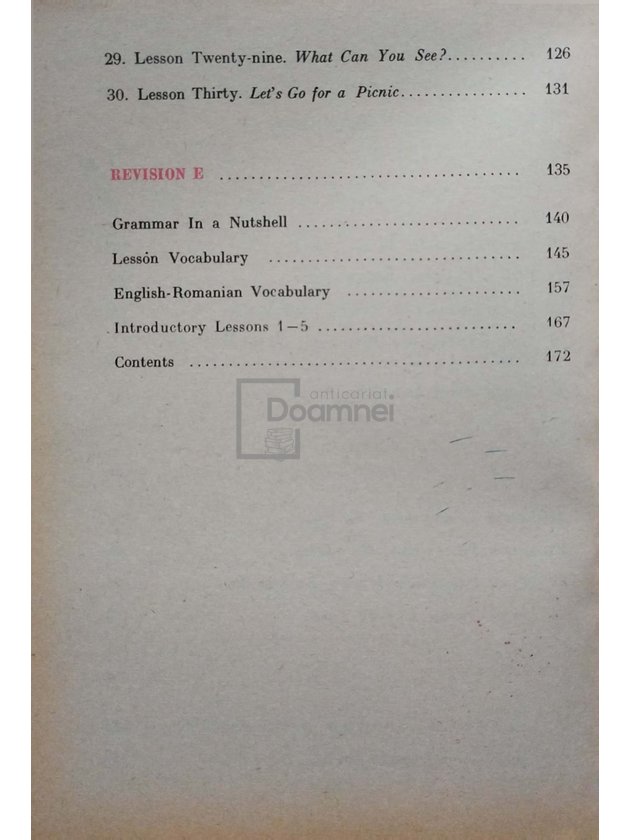 29. Lesson Twenty-nine. What Can You See?.......... 126
30. Lesson Thirty. Let's Go for a Picnic................ 131
REVISION E ...................................... 135
Grammar In a Nutshell ............................ 140
Lesson Vocabulary ................................ 145
English-Romanian Vocabulary ...................... 157
Introductory Lessons 1–5 ......................... 167
Contents .......................................... 172
anticariat
Doamnei